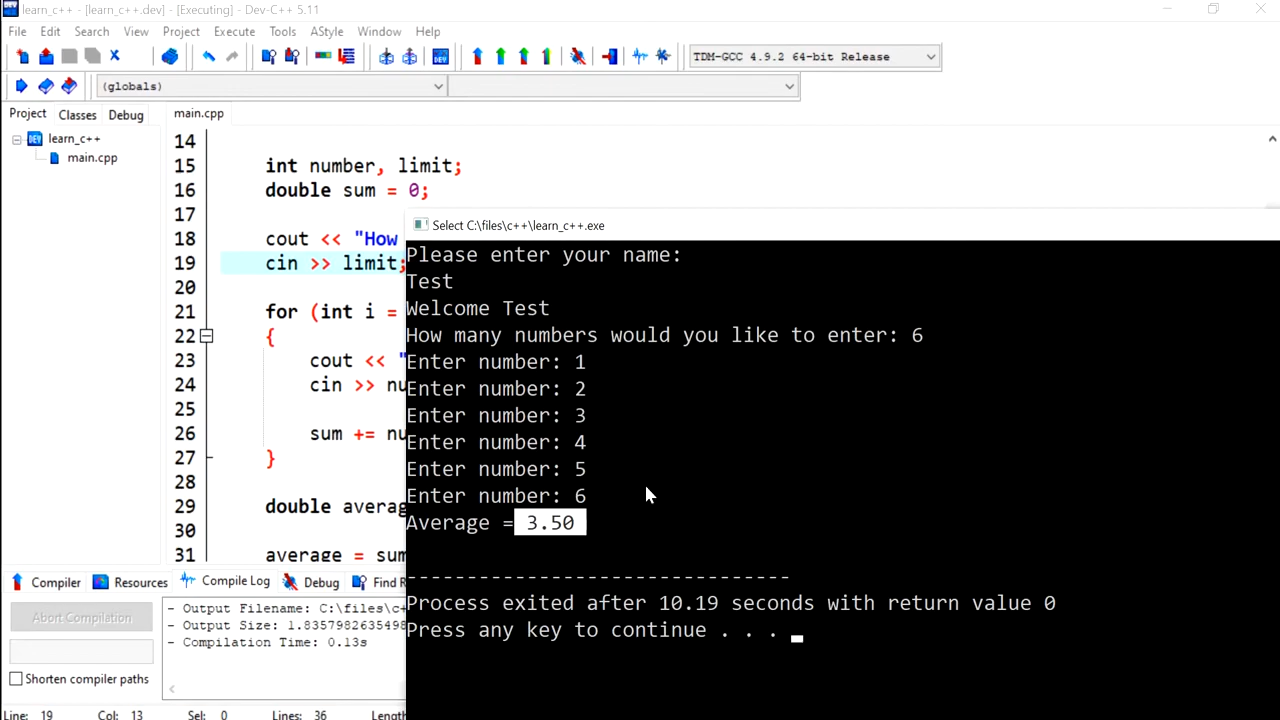 learn_c++ - [learn_c++.dev] - [Executing] - Dev-C++ 5.11
File Edit Search View Project Execute Tools AStyle Window Help
TDM-GCC 4.9.2 64-bit Release
(globals)
Project Classes Debug
main.cpp
learn_c++
main.cpp
14
15 int number, limit;
16 double sum = 0;
17
18 cout << "How
19 cin >> limit;
20
21 for (int i =
22 {
23 cout << "
24 cin >> nu
25
26 sum += nu
27 }
28
29 double averag
30
31 average = sum
Select C:\files\c++\learn_c++.exe
Please enter your name:
Test
Welcome Test
How many numbers would you like to enter: 6
Enter number: 1
Enter number: 2
Enter number: 3
Enter number: 4
Enter number: 5
Enter number: 6
Average = 3.50
--------------------------------
Process exited after 10.19 seconds with return value 0
Press any key to continue . . .
Compiler Resources Compile Log Debug Find R
Abort Compilation
Shorten compiler paths
- Output Filename: C:\files\c+
- Output Size: 1.8357982635498
- Compilation Time: 0.13s
Line: 19 Col: 13 Sel: 0 Lines: 36 Length